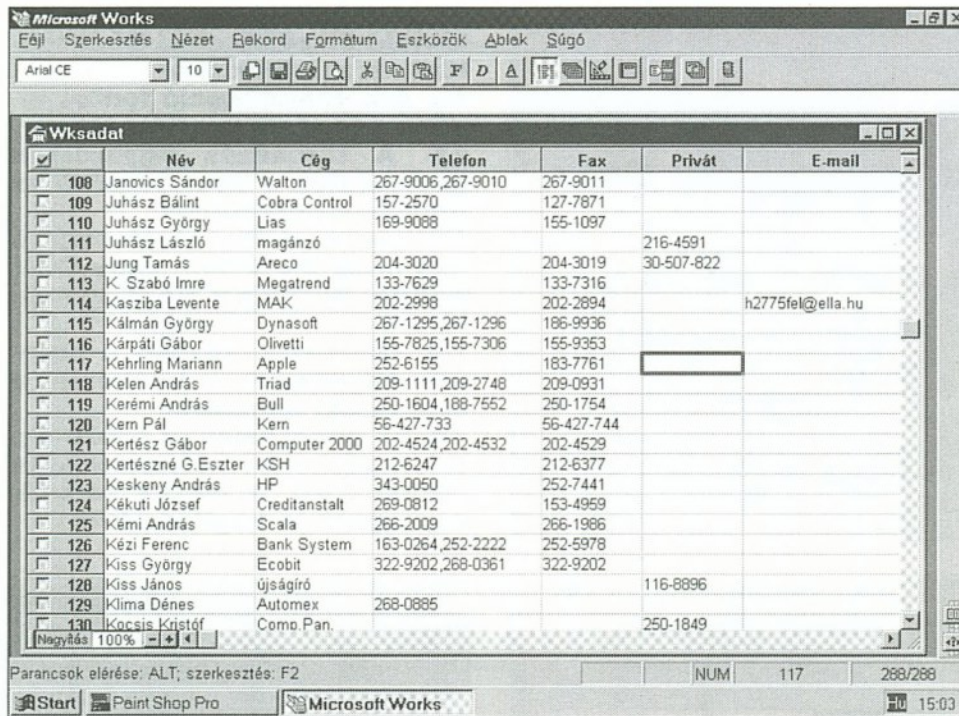 Microsoft Works
Fájl Szerkesztés Nézet Rekord Formátum Eszközök Ablak Súgó
Arial CE 10 F D A
Wksadat
Név Cég Telefon Fax Privát E-mail
108 Janovics Sándor Walton 267-9006,267-9010 267-9011
109 Juhász Bálint Cobra Control 157-2570 127-7871
110 Juhász György Lias 169-9088 155-1097
111 Juhász László magánzó 216-4591
112 Jung Tamás Areco 204-3020 204-3019 30-507-822
113 K. Szabó Imre Megatrend 133-7629 133-7316
114 Kasziba Levente MAK 202-2998 202-2894 h2775fel@ella.hu
115 Kálmán György Dynasoft 267-1295,267-1296 186-9936
116 Kárpáti Gábor Olivetti 155-7825,155-7306 155-9353
117 Kehrling Mariann Apple 252-6155 183-7761
118 Kelen András Triad 209-1111,209-2748 209-0931
119 Kerémi András Bull 250-1604,188-7552 250-1754
120 Kern Pál Kern 56-427-733 56-427-744
121 Kertész Gábor Computer 2000 202-4524,202-4532 202-4529
122 Kertészné G.Eszter KSH 212-6247 212-6377
123 Keskeny András HP 343-0050 252-7441
124 Kékuti József Creditanstalt 269-0812 153-4959
125 Kémi András Scala 266-2009 266-1986
126 Kézi Ferenc Bank System 163-0264,252-2222 252-5978
127 Kiss György Ecobit 322-9202,268-0361 322-9202
128 Kiss János újságíró 116-8896
129 Klima Dénes Automex 268-0885
130 Kocsis Kristóf Comp.Pan. 250-1849
Nagyítás 100%
Parancsok elérése: ALT; szerkesztés: F2 NUM 117 288/288
Start Paint Shop Pro Microsoft Works Hu 15:03